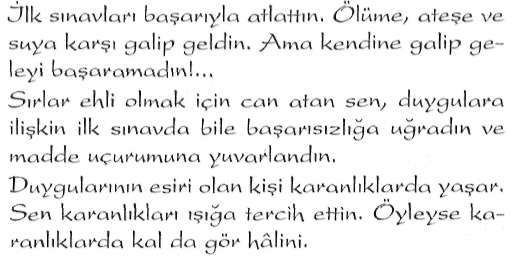 İlk sınavları başarıyla atlattın. Ölüme, ateşe ve
suya karşı galip geldin. Ama kendine galip ge-
leyi başaramadın!...
Sırlar ehli olmak için can atan sen, duygulara
ilişkin ilk sınavda bile başarısızlığa uğradın ve
madde uçurumuna yuvarlandın.
Duygularının esiri olan kişi karanlıklarda yaşar.
Sen karanlıkları ışığa tercih ettin. Öyleyse ka-
ranlıklarda kal da gör hâlini.